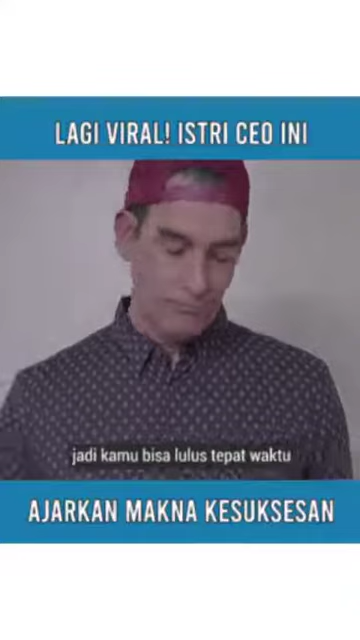 LAGI VIRAL! ISTRI CEO INI
jadi kamu bisa lulus tepat waktu
AJARKAN MAKNA KESUKSESAN